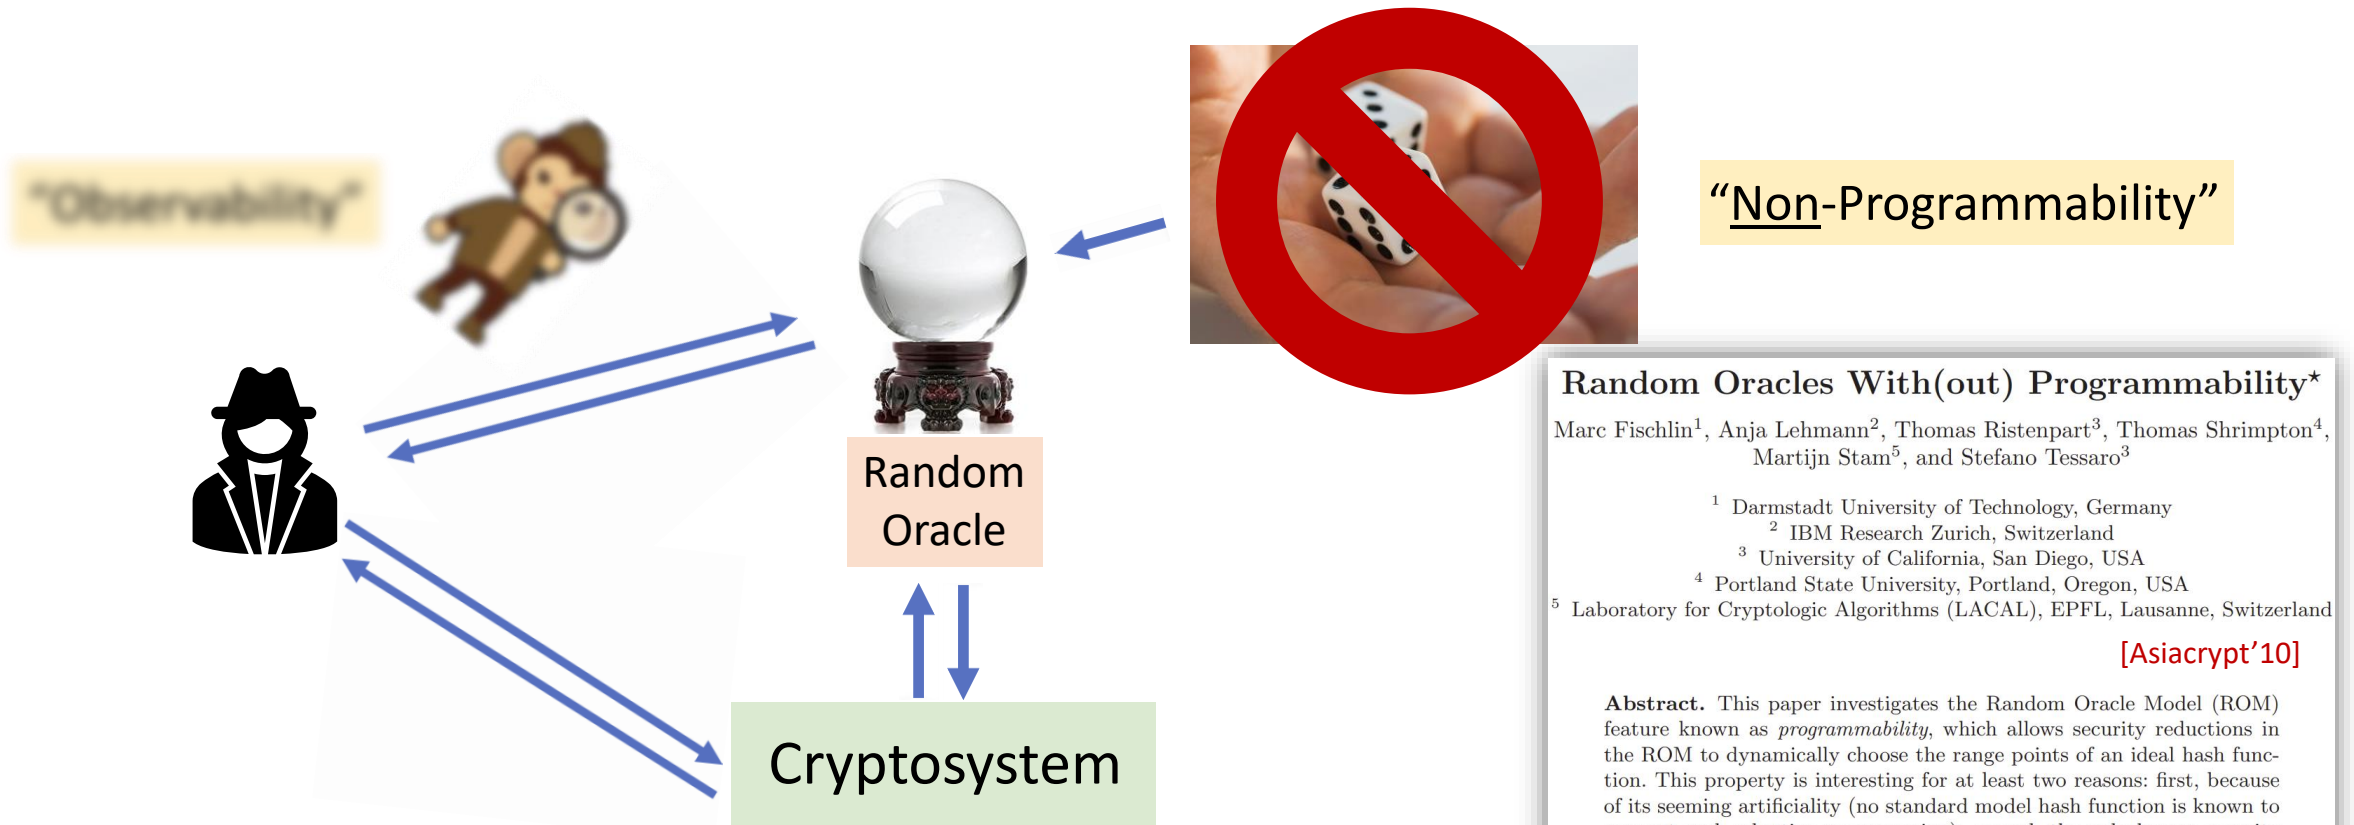 “Observability”
“Non-Programmability”
Random
Oracle
Cryptosystem
Random Oracles With(out) Programmability*
Marc Fischlin1, Anja Lehmann2, Thomas Ristenpart3, Thomas Shrimpton4,
Martijn Stam5, and Stefano Tessaro3
1 Darmstadt University of Technology, Germany
2 IBM Research Zurich, Switzerland
3 University of California, San Diego, USA
4 Portland State University, Portland, Oregon, USA
5 Laboratory for Cryptologic Algorithms (LACAL), EPFL, Lausanne, Switzerland
[Asiacrypt’10]
Abstract. This paper investigates the Random Oracle Model (ROM)
feature known as programmability, which allows security reductions in
the ROM to dynamically choose the range points of an ideal hash func-
tion. This property is interesting for at least two reasons: first, because
of its seeming artificiality (no standard model hash function is known to